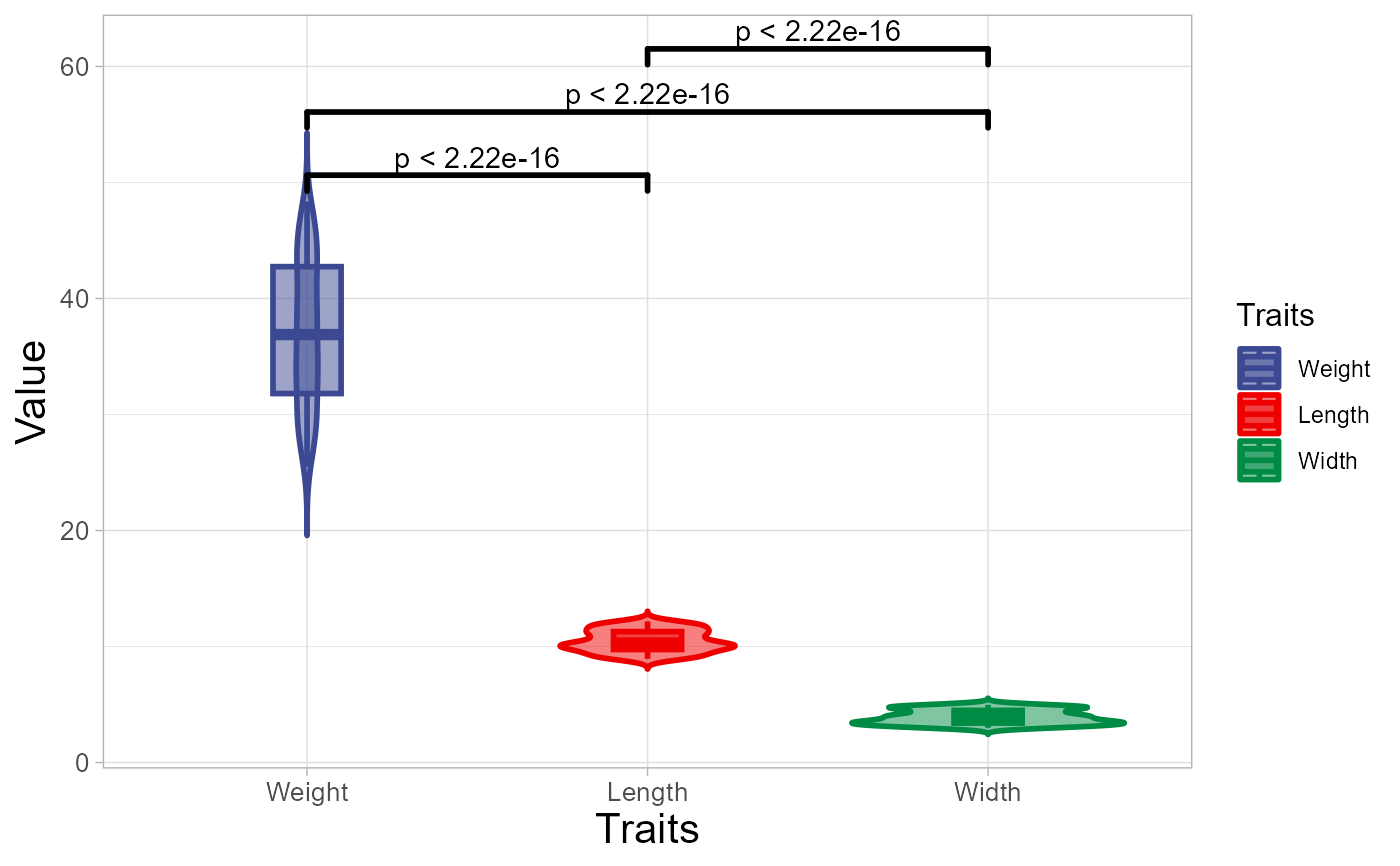 p < 2.22e-16
p < 2.22e-16
p < 2.22e-16
60
40
20
0
Value
Weight
Length
Width
Traits
Traits
Weight
Length
Width